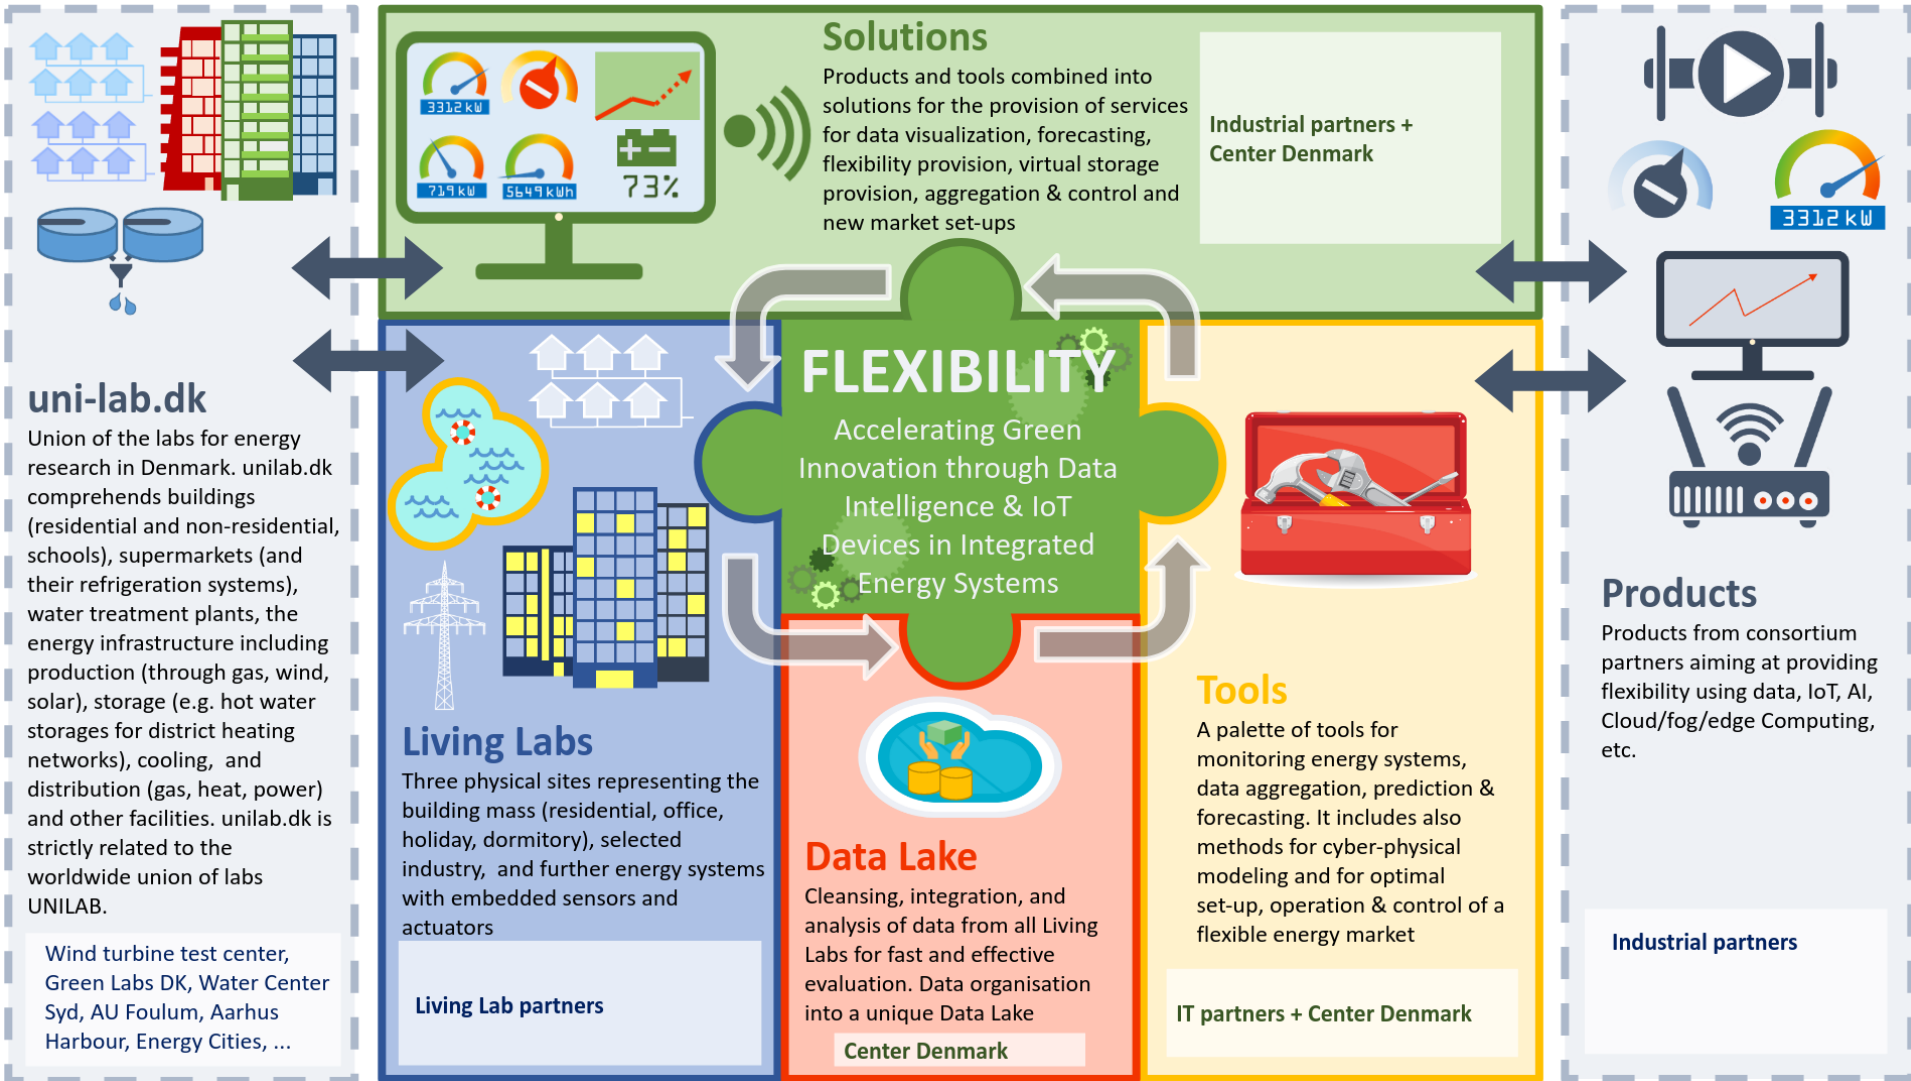 uni-lab.dk
Union of the labs for energy
research in Denmark. unilab.dk
comprehends buildings
(residential and non-residential,
schools), supermarkets (and
their refrigeration systems),
water treatment plants, the
energy infrastructure including
production (through gas, wind,
solar), storage (e.g. hot water
storages for district heating
networks), cooling, and
distribution (gas, heat, power)
and other facilities. unilab.dk is
strictly related to the
worldwide union of labs
UNILAB.
Wind turbine test center,
Green Labs DK, Water Center
Syd, AU Foulum, Aarhus
Harbour, Energy Cities, ...
3312 kW
719 kW
5649 kWh
73%
Solutions
Products and tools combined into
solutions for the provision of services
for data visualization, forecasting,
flexibility provision, virtual storage
provision, aggregation & control and
new market set-ups
Industrial partners +
Center Denmark
FLEXIBILITY
Accelerating Green
Innovation through Data
Intelligence & IoT
Devices in Integrated
Energy Systems
Living Labs
Three physical sites representing the
building mass (residential, office,
holiday, dormitory), selected
industry, and further energy systems
with embedded sensors and
actuators
Living Lab partners
Data Lake
Cleansing, integration, and
analysis of data from all Living
Labs for fast and effective
evaluation. Data organisation
into a unique Data Lake
Center Denmark
Tools
A palette of tools for
monitoring energy systems,
data aggregation, prediction &
forecasting. It includes also
methods for cyber-physical
modeling and for optimal
set-up, operation & control of a
flexible energy market
IT partners + Center Denmark
3312 kW
Products
Products from consortium
partners aiming at providing
flexibility using data, IoT, AI,
Cloud/fog/edge Computing,
etc.
Industrial partners